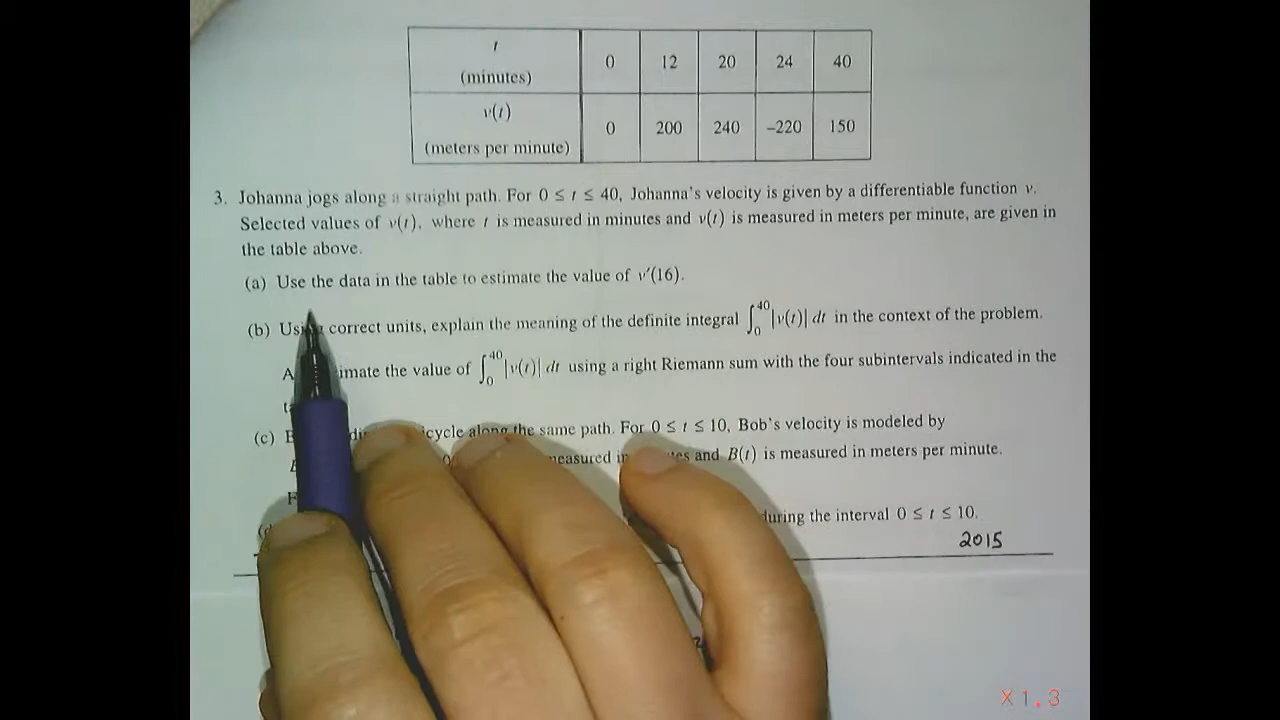 t
(minutes) 0 12 20 24 40
v(t)
(meters per minute) 0 200 240 –220 150
3. Johanna jogs along a straight path. For 0 ≤ t ≤ 40, Johanna's velocity is given by a differentiable function v.
Selected values of v(t), where t is measured in minutes and v(t) is measured in meters per minute, are given in
the table above.
(a) Use the data in the table to estimate the value of v′(16).
(b) correct units, explain the meaning of the definite integral ∫₀⁴⁰ |v(t)| dt in the context of the problem.
the value of ∫₀⁴⁰ |v(t)| dt using a right Riemann sum with the four subintervals indicated in the
(c) along the same path. For 0 ≤ t ≤ 10, Bob's velocity is modeled by
and B(t) is measured in meters per minute.
during the interval 0 ≤ t ≤ 10.
2015
X1.3